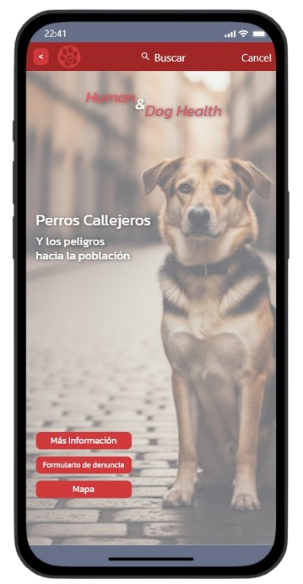 22:41
< Buscar Cancel
Human
&
Dog Health
Perros Callejeros
Y los peligros
hacia la población
Más Información
Formulario de denuncia
Mapa